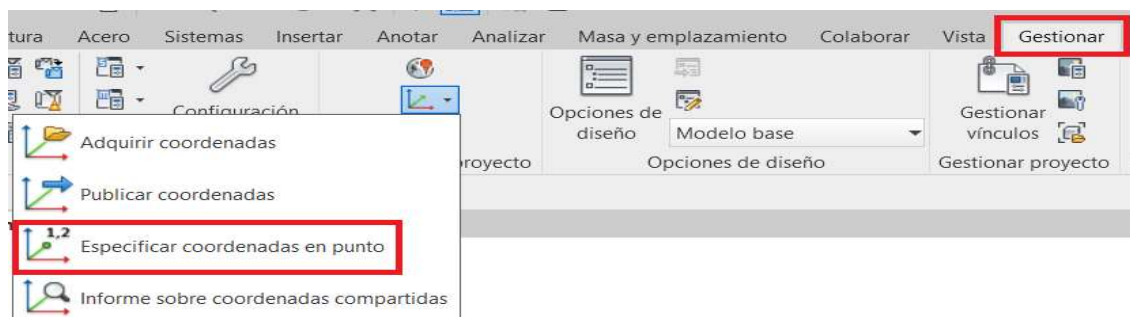 tura Acero Sistemas Insertar Anotar Analizar Masa y emplazamiento Colaborar Vista Gestionar
Configuración
Opciones de diseño
Modelo base
Gestionar vínculos
royecto Opciones de diseño Gestionar proyecto
Adquirir coordenadas
Publicar coordenadas
1,2
Especificar coordenadas en punto
Informe sobre coordenadas compartidas